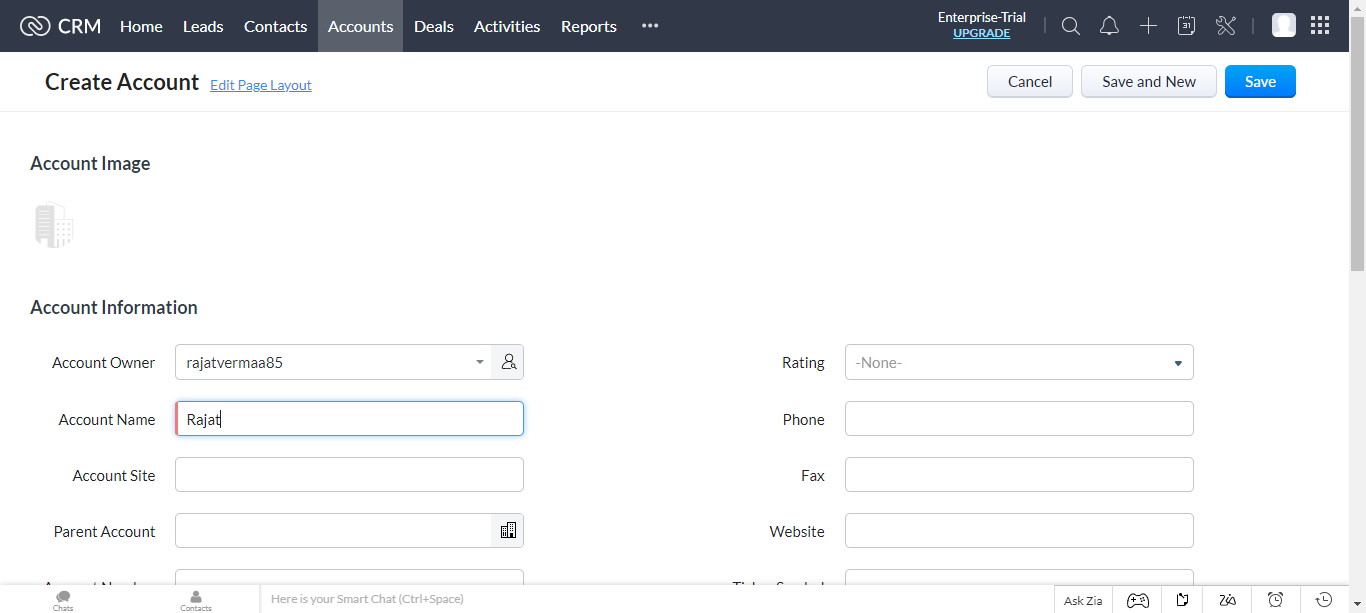 CRM Home Leads Contacts Accounts Deals Activities Reports ••• Enterprise-Trial
UPGRADE
31
Create Account Edit Page Layout Cancel Save and New Save
Account Image
Account Information
Account Owner rajatvermaa85 Rating -None-
Account Name Rajat Phone
Account Site Fax
Parent Account Website
Chats Contacts Here is your Smart Chat (Ctrl+Space) Ask Zia